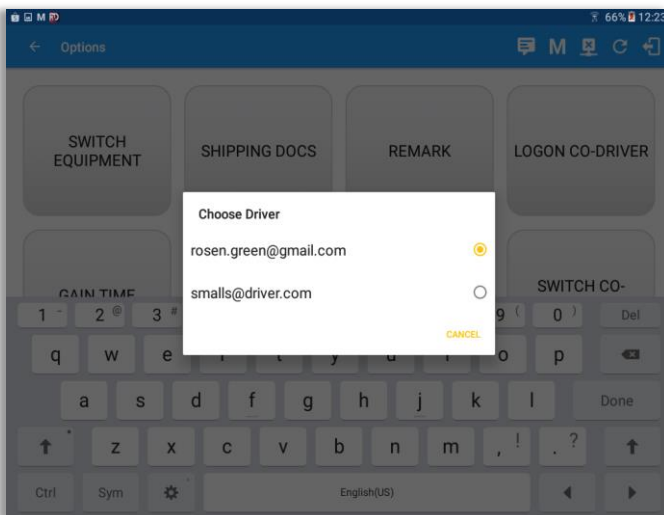 M 66% 12:23
Options M
SWITCH EQUIPMENT SHIPPING DOCS REMARK LOGON CO-DRIVER
Choose Driver
rosen.green@gmail.com
smalls@driver.com
CANCEL
GAIN TIME SWITCH CO-
1 - 2 @ 3 # 9 ( 0 ) Del
q w e o p
a s d f g h j k l Done
z x c v b n m , ! . ?
Ctrl Sym English(US)